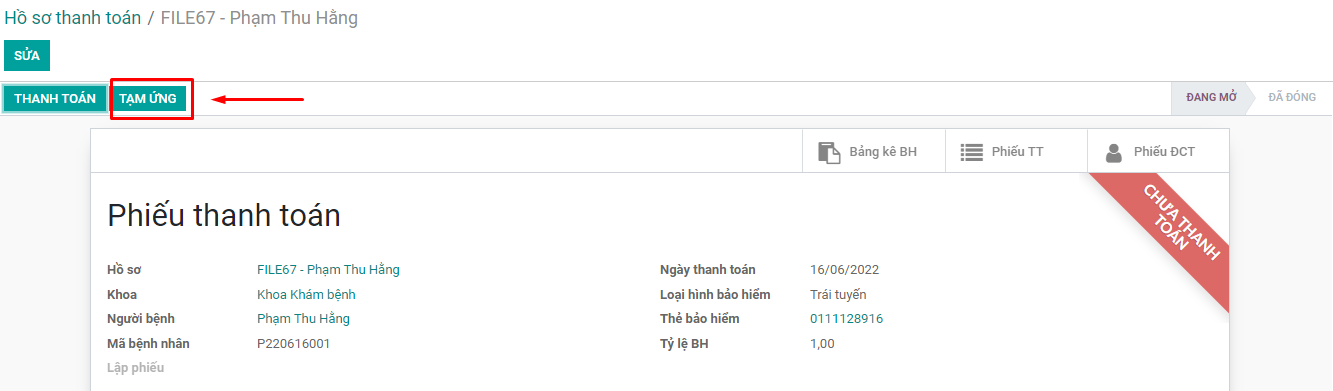 Hồ sơ thanh toán / FILE67 - Phạm Thu Hằng
SỬA
THANH TOÁN TẠM ỨNG ĐANG MỞ ĐÃ ĐÓNG
Bảng kê BH Phiếu TT Phiếu ĐCT
CHƯA THANH
TOÁN
Phiếu thanh toán
Hồ sơ FILE67 - Phạm Thu Hằng Ngày thanh toán 16/06/2022
Khoa Khoa Khám bệnh Loại hình bảo hiểm Trái tuyến
Người bệnh Phạm Thu Hằng Thẻ bảo hiểm 0111128916
Mã bệnh nhân P220616001 Tỷ lệ BH 1,00
Lập phiếu